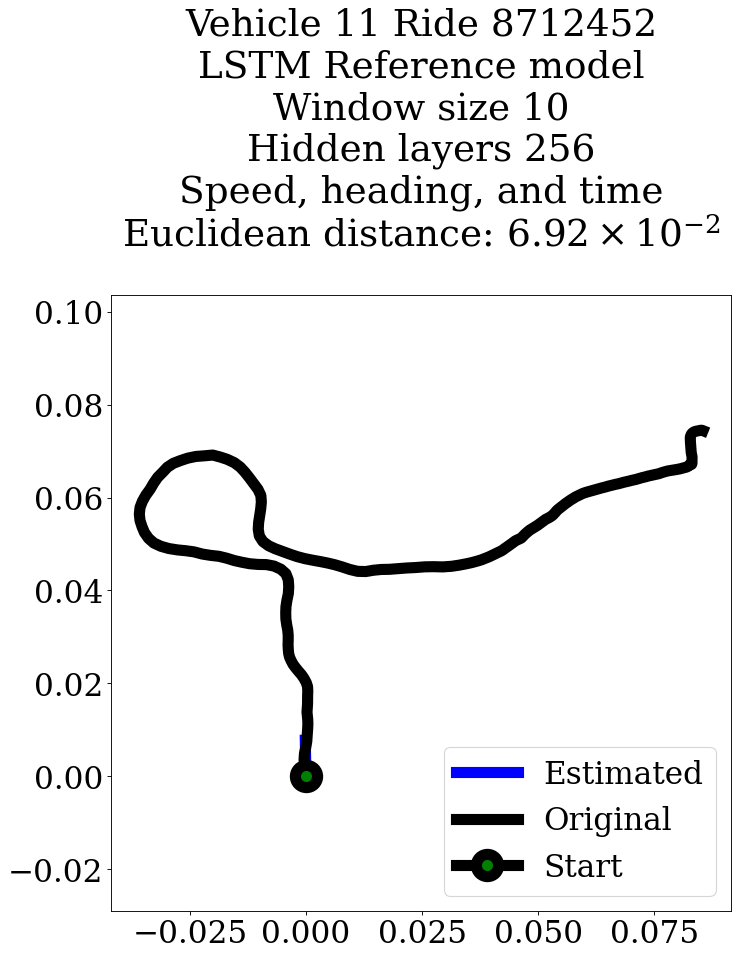 Vehicle 11 Ride 8712452
LSTM Reference model
Window size 10
Hidden layers 256
Speed, heading, and time
Euclidean distance: 6.92 × 10⁻²
0.10
0.08
0.06
0.04
0.02
0.00
−0.02
−0.025 0.000 0.025 0.050 0.075
Estimated
Original
Start